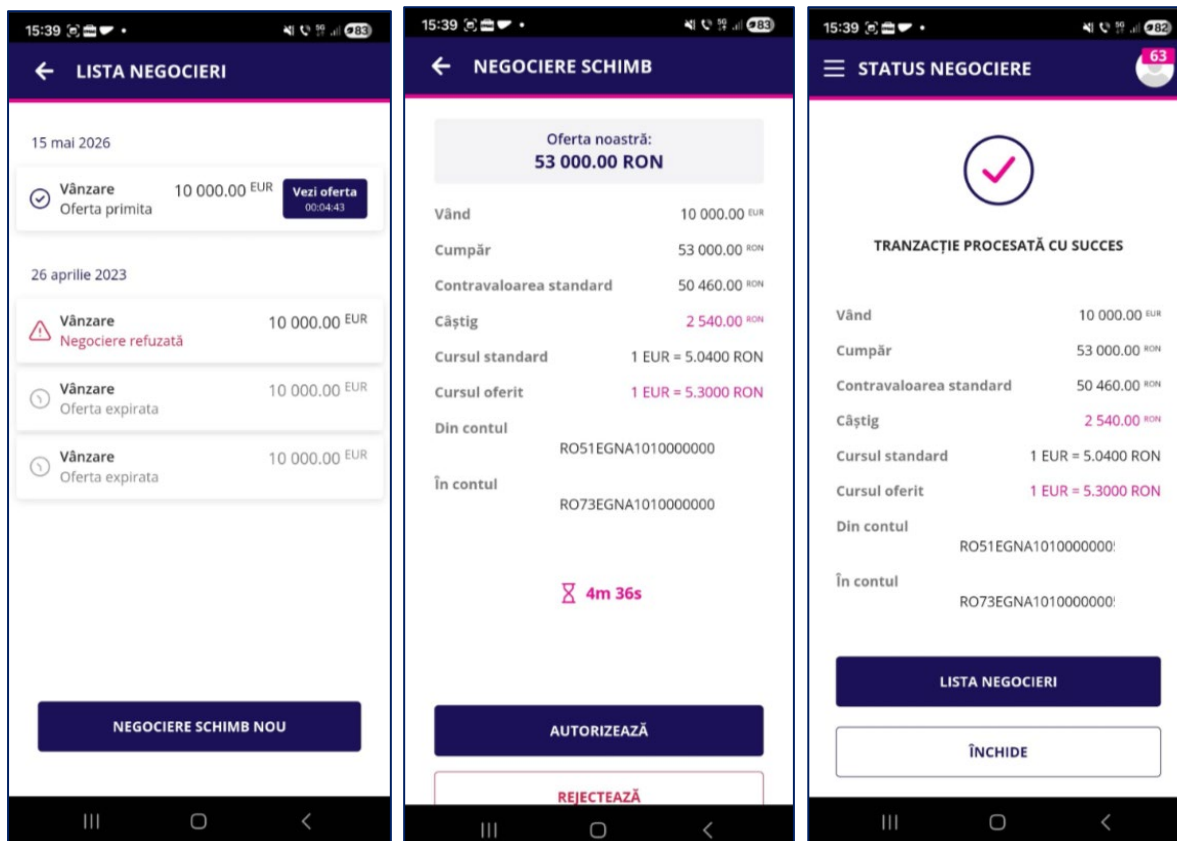 15:39
83
LISTA NEGOCIERI
15 mai 2026
Vânzare 10 000.00 EUR Vezi oferta
Oferta primita 00:04:43
26 aprilie 2023
Vânzare 10 000.00 EUR
Negociere refuzată
Vânzare 10 000.00 EUR
Oferta expirata
Vânzare 10 000.00 EUR
Oferta expirata
NEGOCIERE SCHIMB NOU
15:39
83
NEGOCIERE SCHIMB
Oferta noastră:
53 000.00 RON
Vând 10 000.00 EUR
Cumpăr 53 000.00 RON
Contravaloarea standard 50 460.00 RON
Câștig 2 540.00 RON
Cursul standard 1 EUR = 5.0400 RON
Cursul oferit 1 EUR = 5.3000 RON
Din contul
RO51EGNA1010000000
În contul
RO73EGNA1010000000
4m 36s
AUTORIZEAZĂ
REJECTEAZĂ
15:39
82
STATUS NEGOCIERE
63
TRANZACȚIE PROCESATĂ CU SUCCES
Vând 10 000.00 EUR
Cumpăr 53 000.00 RON
Contravaloarea standard 50 460.00 RON
Câștig 2 540.00 RON
Cursul standard 1 EUR = 5.0400 RON
Cursul oferit 1 EUR = 5.3000 RON
Din contul
RO51EGNA1010000000
În contul
RO73EGNA1010000000
LISTA NEGOCIERI
ÎNCHIDE